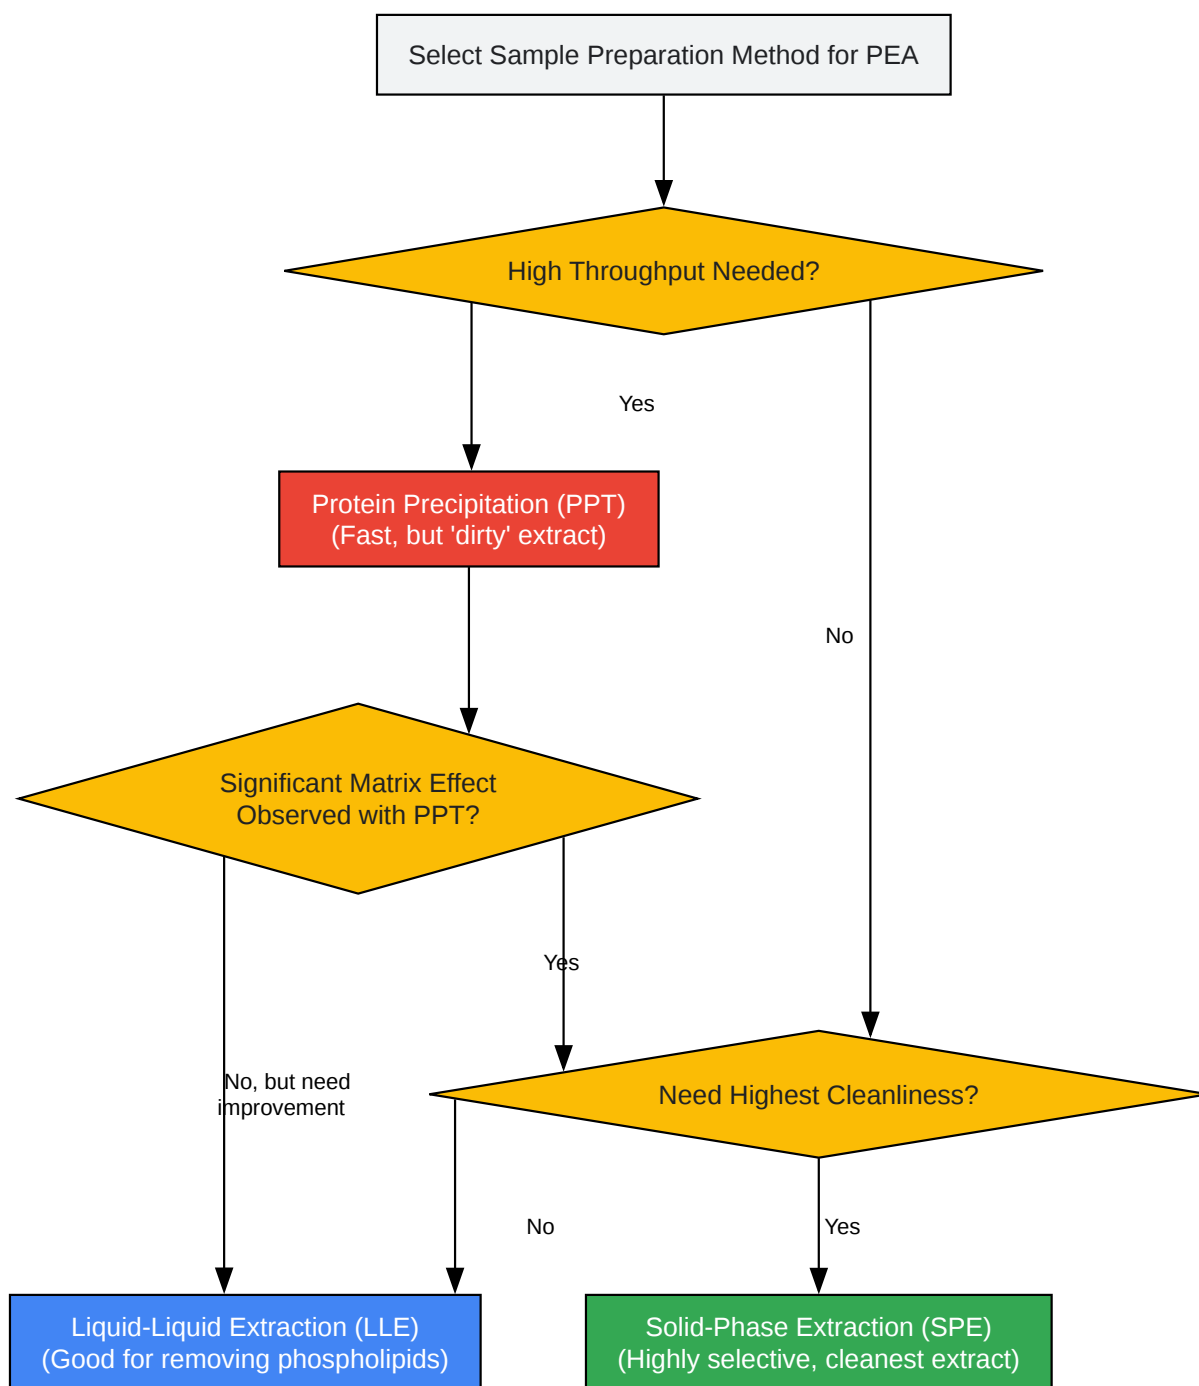 Select Sample Preparation Method for PEA
High Throughput Needed?
Yes
Protein Precipitation (PPT)
(Fast, but 'dirty' extract)
No
Significant Matrix Effect
Observed with PPT?
Yes
No, but need
improvement
Need Highest Cleanliness?
No
Yes
Liquid-Liquid Extraction (LLE)
(Good for removing phospholipids)
Solid-Phase Extraction (SPE)
(Highly selective, cleanest extract)